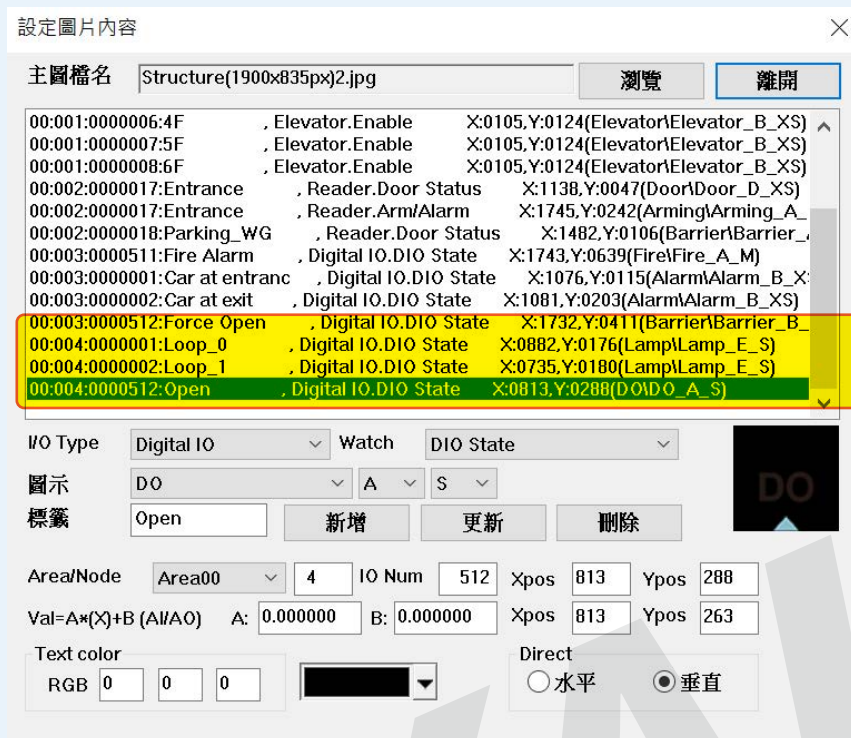 設定圖片內容
主圖檔名 Structure(1900x835px)2.jpg 瀏覽 離開
00:001:0000006:4F , Elevator.Enable X:0105,Y:0124(Elevator\Elevator_B_XS)
00:001:0000007:5F , Elevator.Enable X:0105,Y:0124(Elevator\Elevator_B_XS)
00:001:0000008:6F , Elevator.Enable X:0105,Y:0124(Elevator\Elevator_B_XS)
00:002:0000017:Entrance , Reader.Door Status X:1138,Y:0047(Door\Door_D_XS)
00:002:0000017:Entrance , Reader.Arm/Alarm X:1745,Y:0242(Arming\Arming_A_
00:002:0000018:Parking_WG , Reader.Door Status X:1482,Y:0106(Barrier\Barrier_
00:003:0000511:Fire Alarm , Digital IO.DIO State X:1743,Y:0639(Fire\Fire_A_M)
00:003:0000001:Car at entranc , Digital IO.DIO State X:1076,Y:0115(Alarm\Alarm_B_X
00:003:0000002:Car at exit , Digital IO.DIO State X:1081,Y:0203(Alarm\Alarm_B_XS)
00:003:0000512:Force Open , Digital IO.DIO State X:1732,Y:0411(Barrier\Barrier_B_
00:004:0000001:Loop_0 , Digital IO.DIO State X:0882,Y:0176(Lamp\Lamp_E_S)
00:004:0000002:Loop_1 , Digital IO.DIO State X:0735,Y:0180(Lamp\Lamp_E_S)
00:004:0000512:Open , Digital IO.DIO State X:0813,Y:0288(DO\DO_A_S)
I/O Type Digital IO Watch DIO State
圖示 DO A S DO
標籤 Open 新增 更新 刪除
Area/Node Area00 4 IO Num 512 Xpos 813 Ypos 288
Val=A*(X)+B (AI/AO) A: 0.000000 B: 0.000000 Xpos 813 Ypos 263
Text color Direct
RGB 0 0 0 水平 垂直